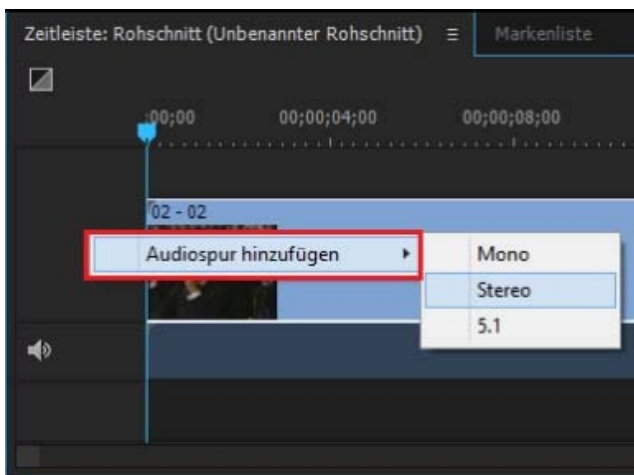 Zeitleiste: Rohschnitt (Unbenannter Rohschnitt) Markenliste
:00;00 00;00;04;00 00;00;08;00
02 - 02
Audiospur hinzufügen Mono
Stereo
5.1